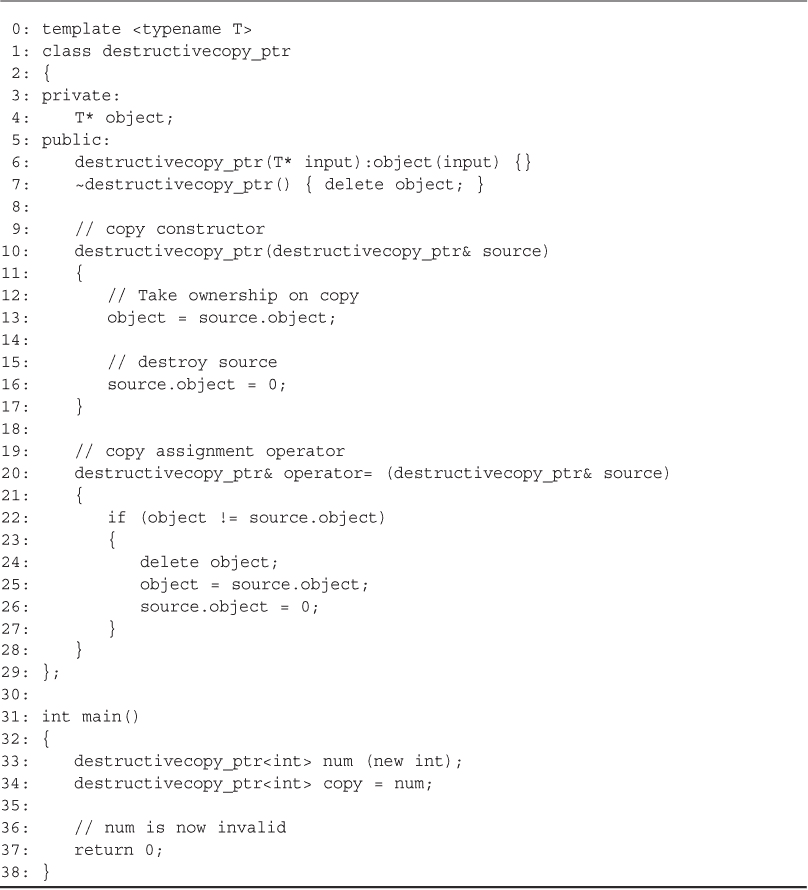 0: template <typename T>
1: class destructivecopy_ptr
2: {
3: private:
4:    T* object;
5: public:
6:    destructivecopy_ptr(T* input):object(input) {}
7:    ~destructivecopy_ptr() { delete object; }
8:
9:    // copy constructor
10:    destructivecopy_ptr(destructivecopy_ptr& source)
11:    {
12:       // Take ownership on copy
13:       object = source.object;
14:
15:       // destroy source
16:       source.object = 0;
17:    }
18:
19:    // copy assignment operator
20:    destructivecopy_ptr& operator= (destructivecopy_ptr& source)
21:    {
22:       if (object != source.object)
23:       {
24:          delete object;
25:          object = source.object;
26:          source.object = 0;
27:       }
28:    }
29: };
30:
31: int main()
32: {
33:    destructivecopy_ptr<int> num (new int);
34:    destructivecopy_ptr<int> copy = num;
35:
36:    // num is now invalid
37:    return 0;
38: }